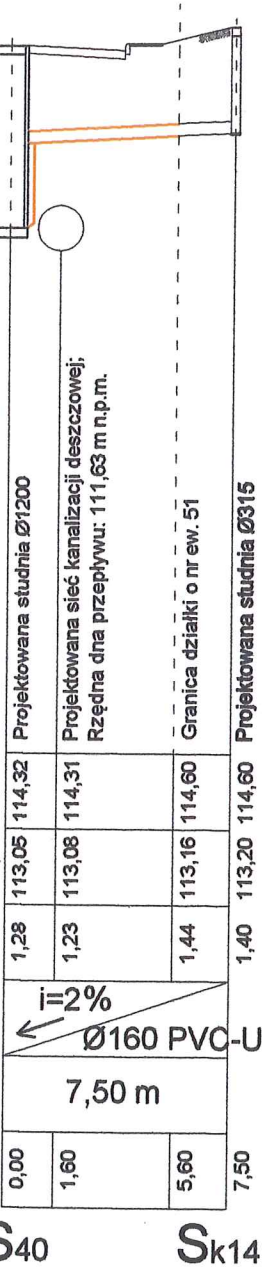 Projektowana studnia Ø1200
Projektowana sieć kanalizacji deszczowej;
Rzędna dna przepływu: 111,63 m n.p.m.
Granica działki o nr ew. 51
Projektowana studnia Ø315
114,32
114,31
114,60
114,60
113,05
113,08
113,16
113,20
1,28
1,23
1,44
1,40
i=2%
Ø160 PVC-U
7,50 m
0,00
1,60
5,60
7,50
S40
Sk14